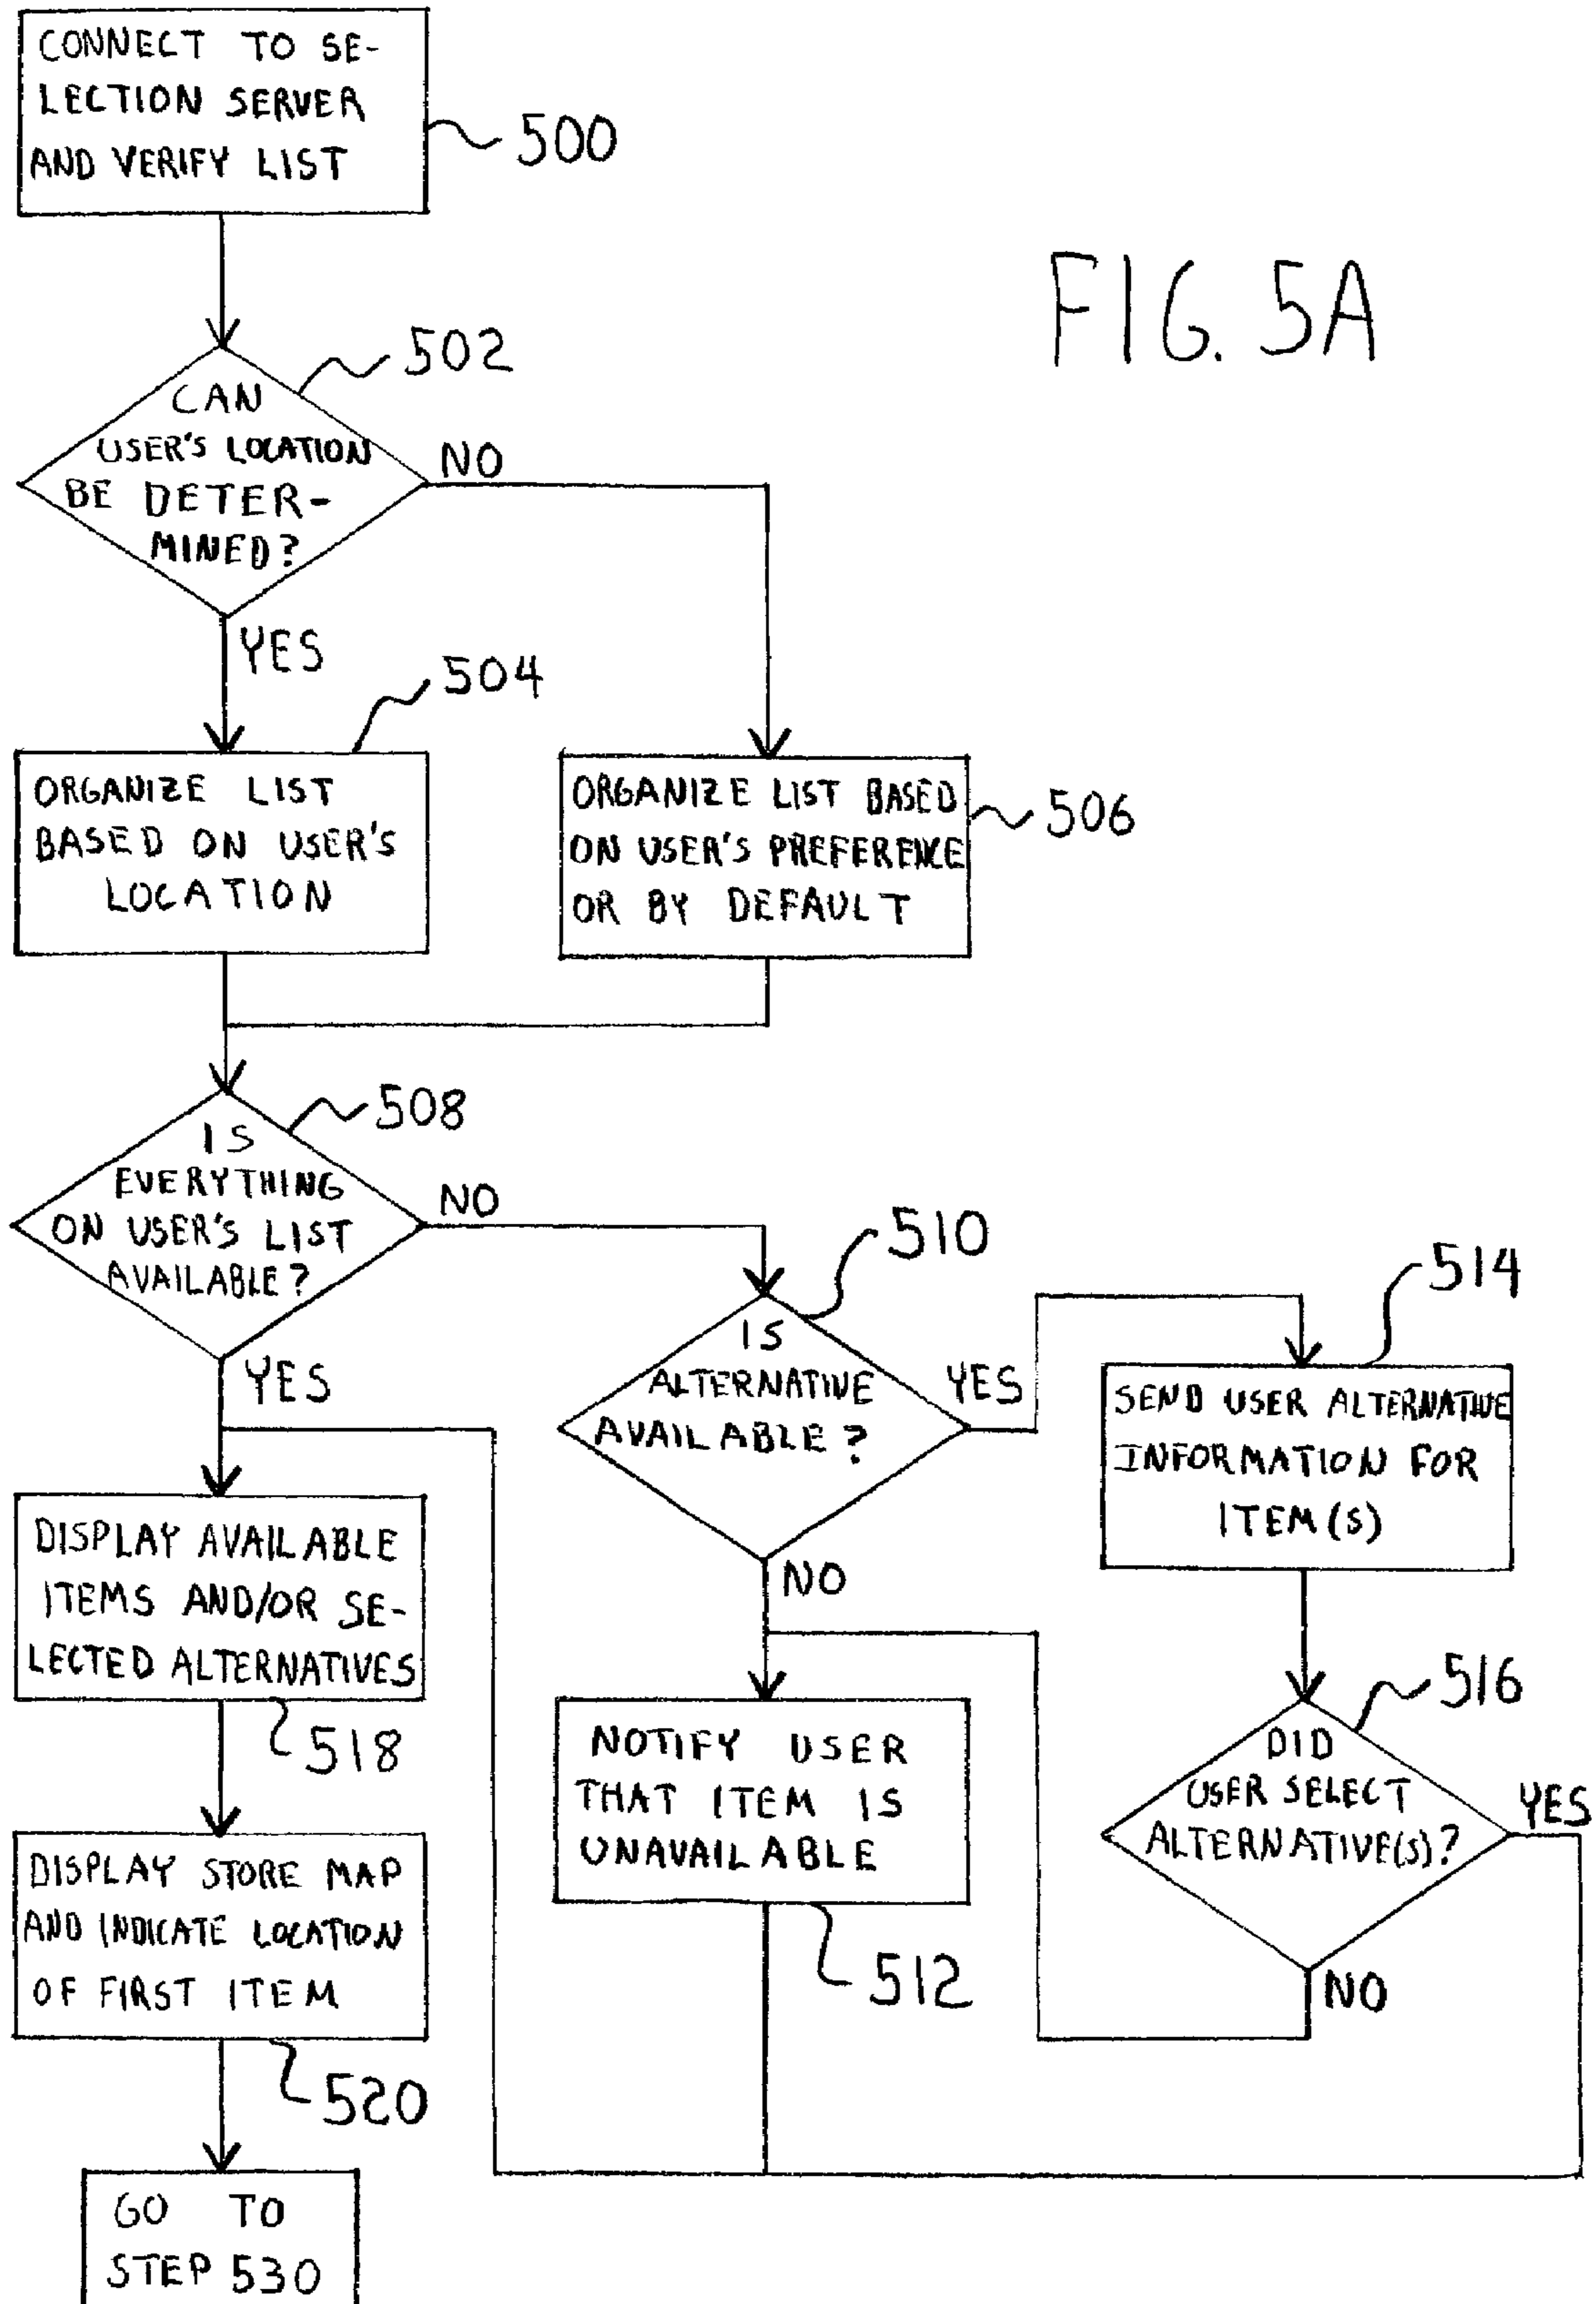 CONNECT TO SE-
LECTION SERVER
AND VERIFY LIST
500
FIG. 5A
502
CAN
USER'S LOCATION
BE DETER-
MINED?
NO
YES
504
ORGANIZE LIST
BASED ON USER'S
LOCATION
ORGANIZE LIST BASED
ON USER'S PREFERENCE
OR BY DEFAULT
506
508
IS
EVERYTHING
ON USER'S LIST
AVAILABLE?
NO
YES
510
IS
ALTERNATIVE
AVAILABLE?
YES
NO
514
SEND USER ALTERNATIVE
INFORMATION FOR
ITEM(S)
516
DID
USER SELECT
ALTERNATIVE(S)?
YES
NO
NOTIFY USER
THAT ITEM IS
UNAVAILABLE
512
DISPLAY AVAILABLE
ITEMS AND/OR SE-
LECTED ALTERNATIVES
518
DISPLAY STORE MAP
AND INDICATE LOCATION
OF FIRST ITEM
520
GO TO
STEP 530